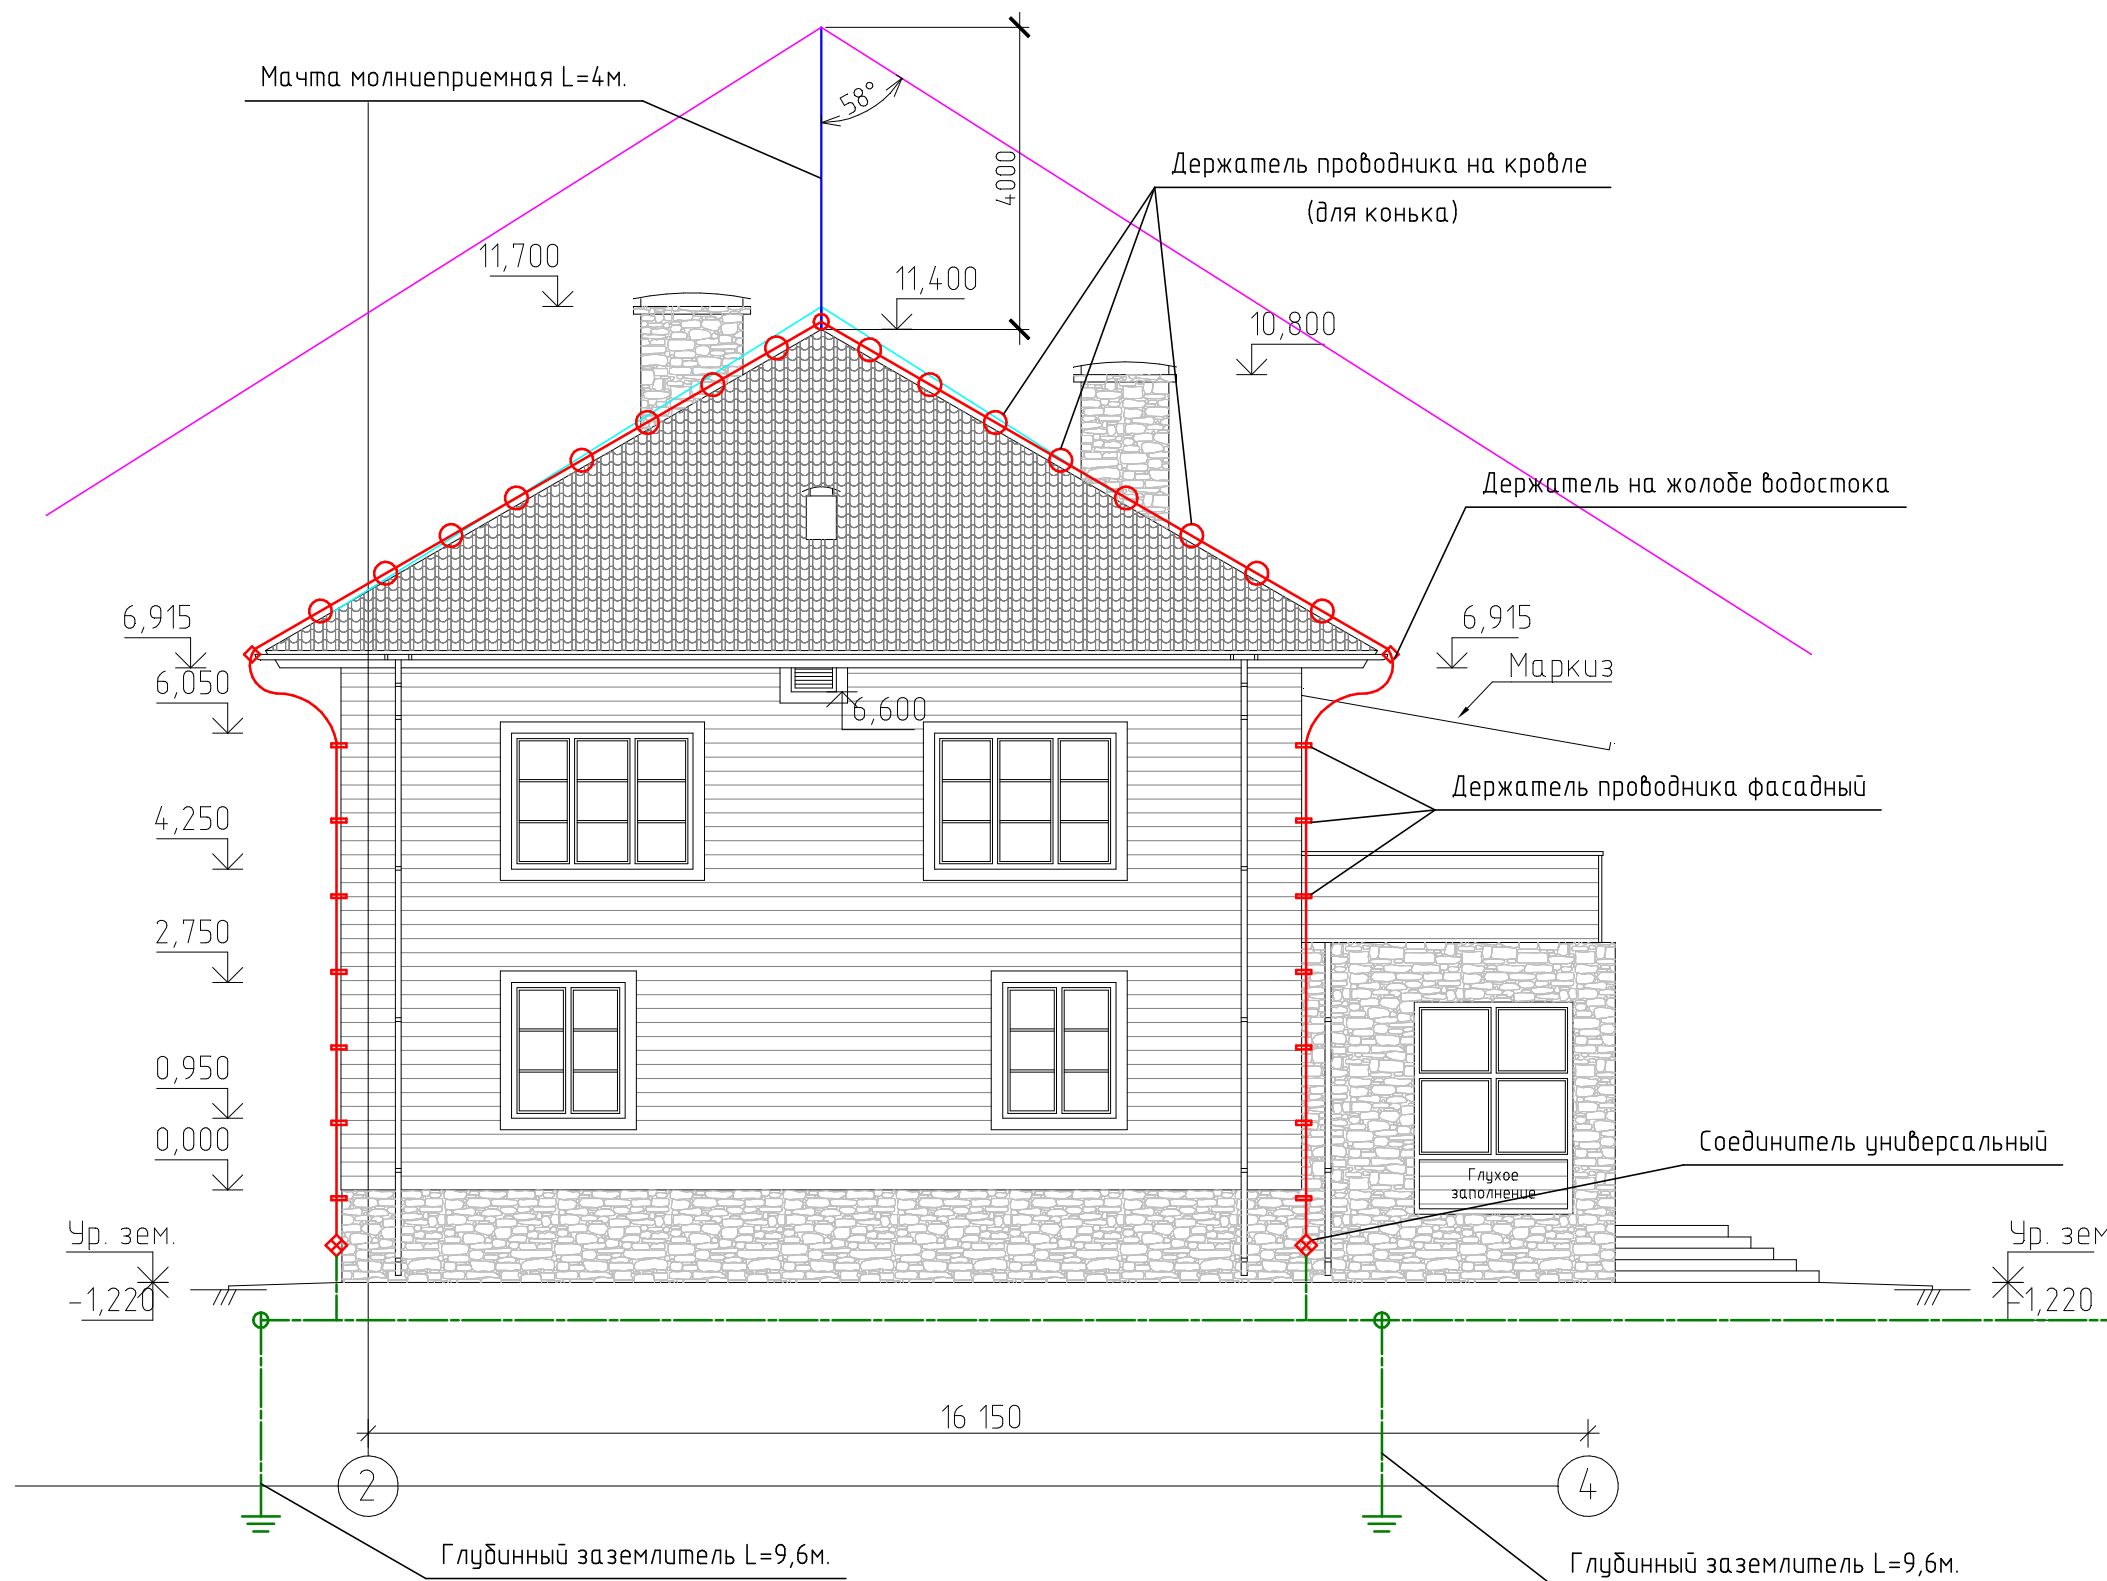 Мачта молниеприемная L=4м.
58°
4000
Держатель проводника на кровле
(для конька)
11,700
11,400
10,800
Держатель на жолобе водостока
6,915
6,915
Маркиз
6,050
6,600
Держатель проводника фасадный
4,250
2,750
0,950
0,000
Соединитель универсальный
Глухое
заполнение
Ур. зем.
Ур. зем
-1,220
-1,220
16 150
2
4
Глубинный заземлитель L=9,6м.
Глубинный заземлитель L=9,6м.